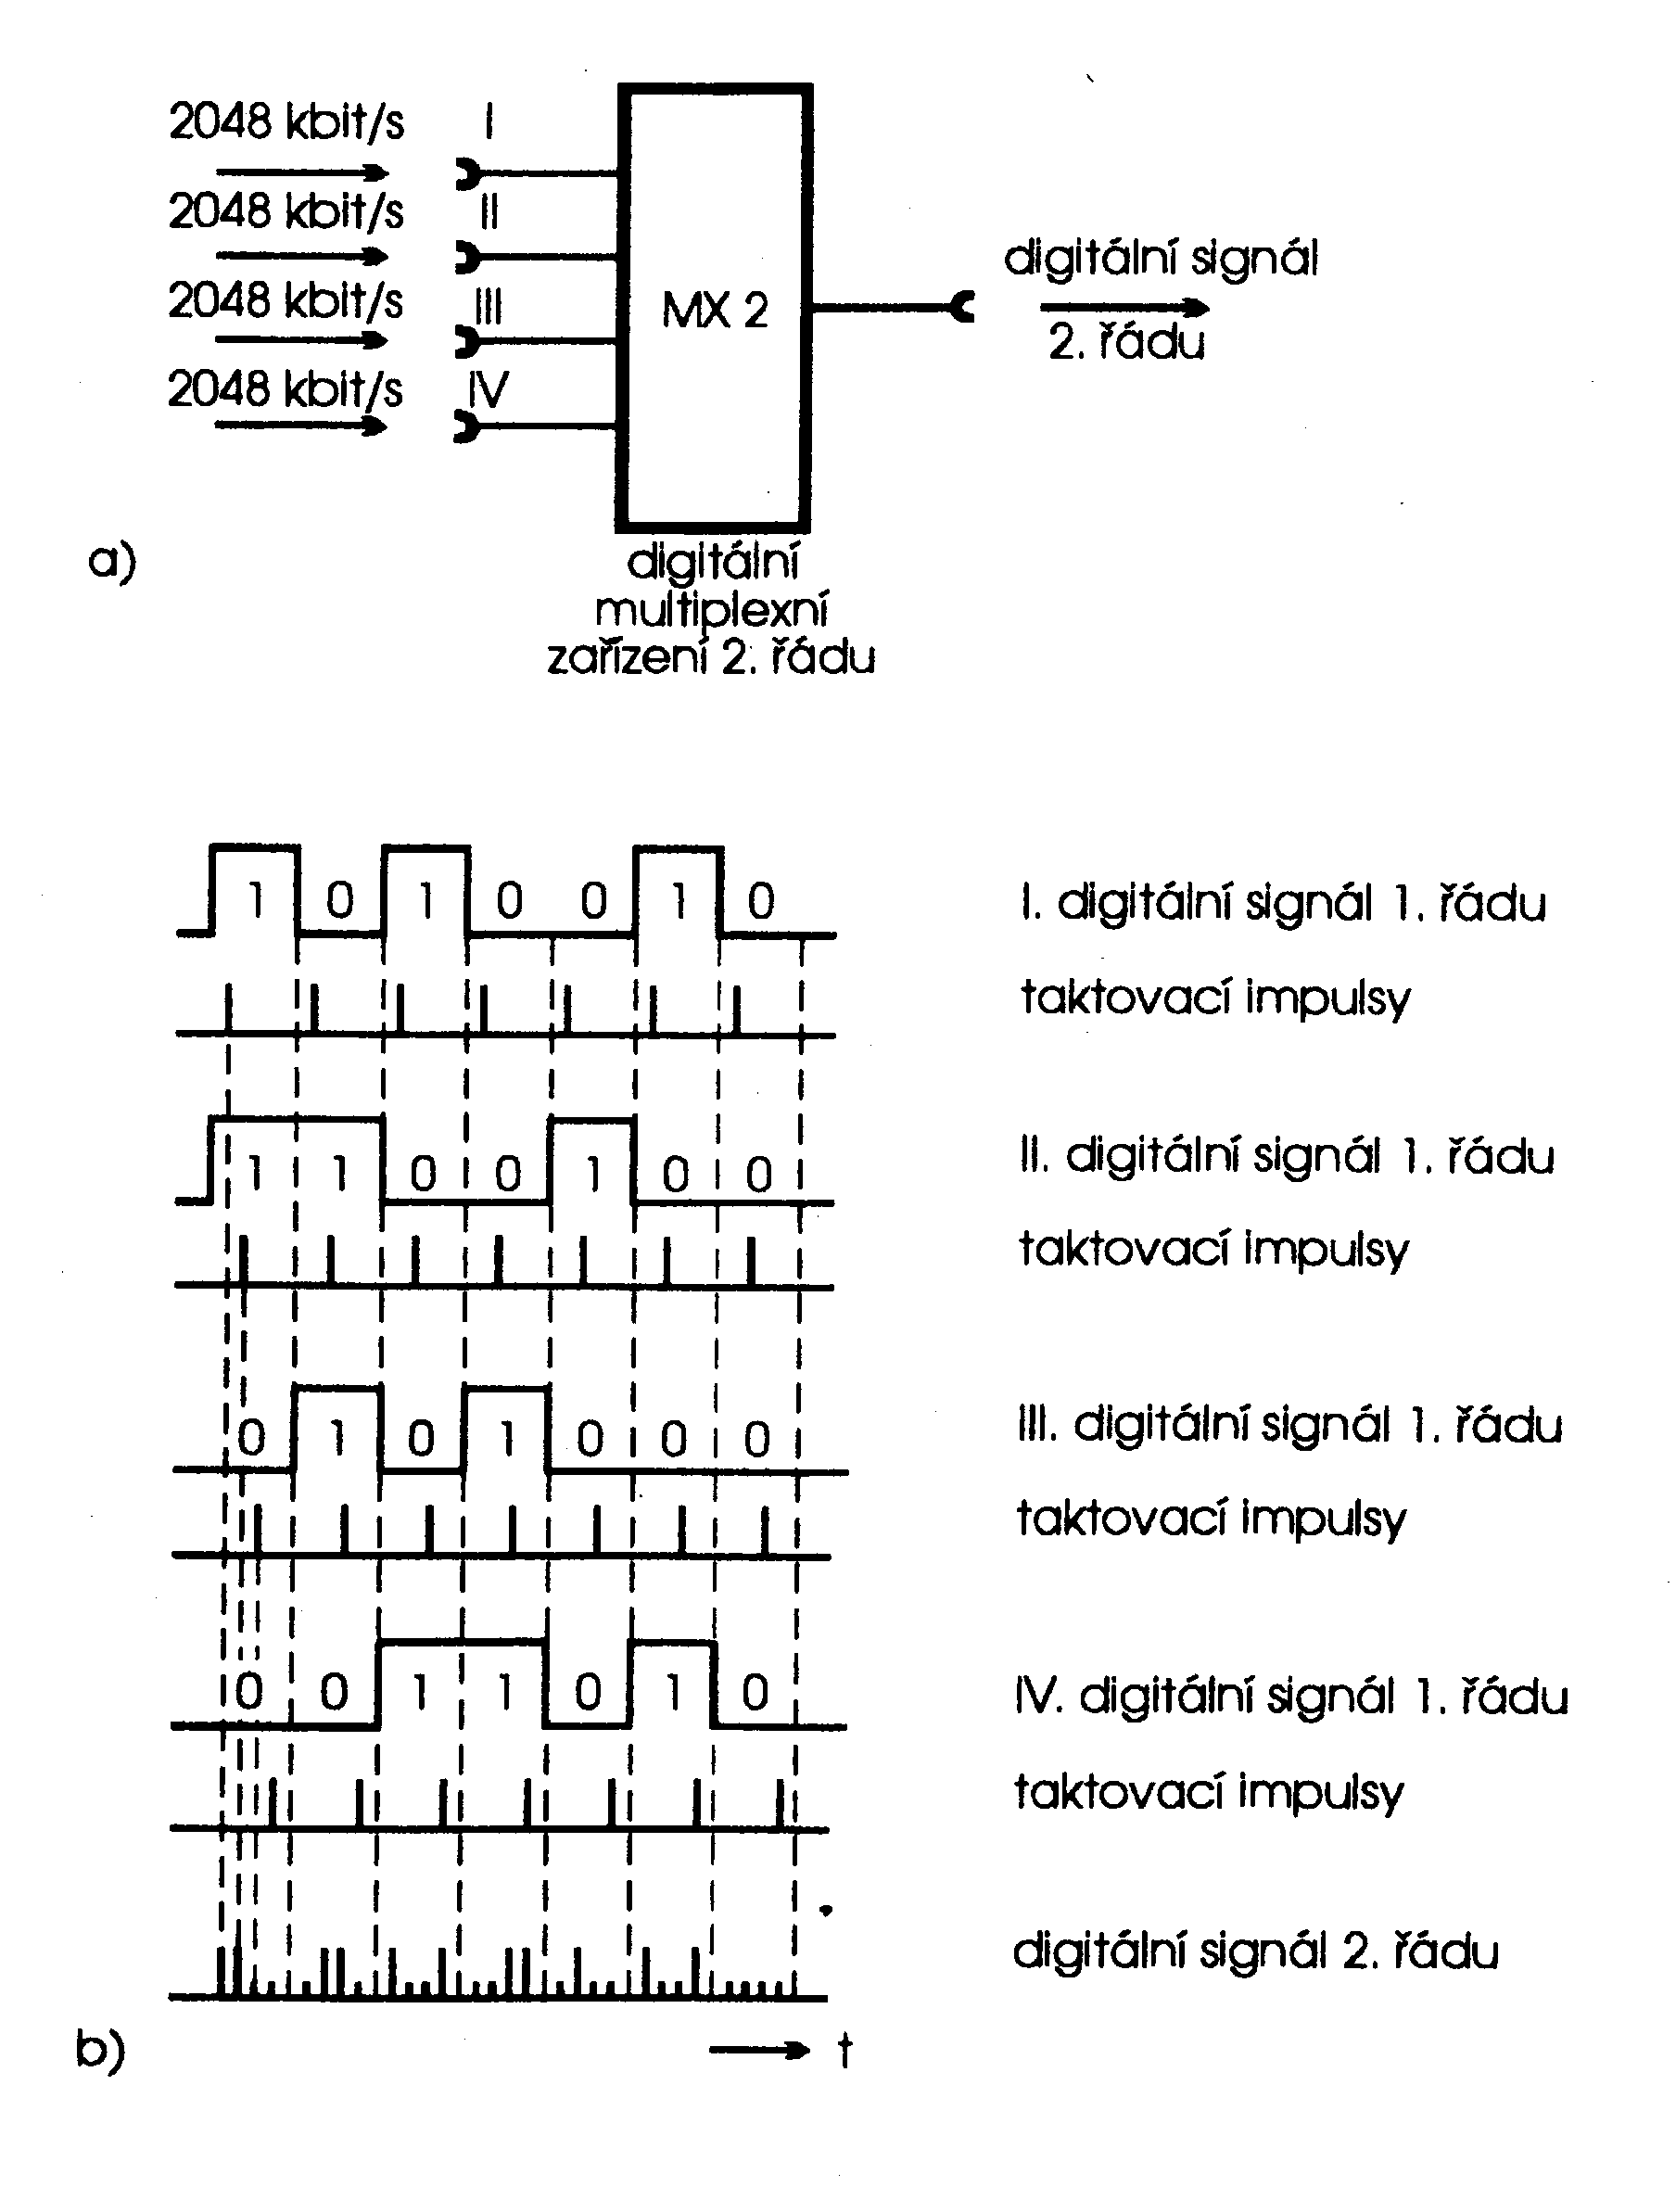 2048 kbit/s I
2048 kbit/s II
2048 kbit/s III
2048 kbit/s IV
MX 2
digitální signál
2. řádu
a)
digitální
multiplexní
zařízení 2. řádu
1 0 1 0 0 1 0
I. digitální signál 1. řádu
taktovací impulsy
1 1 0 0 1 0 0
II. digitální signál 1. řádu
taktovací impulsy
0 1 0 1 0 0 0
III. digitální signál 1. řádu
taktovací impulsy
0 0 1 1 0 1 0
IV. digitální signál 1. řádu
taktovací impulsy
digitální signál 2. řádu
b)
t